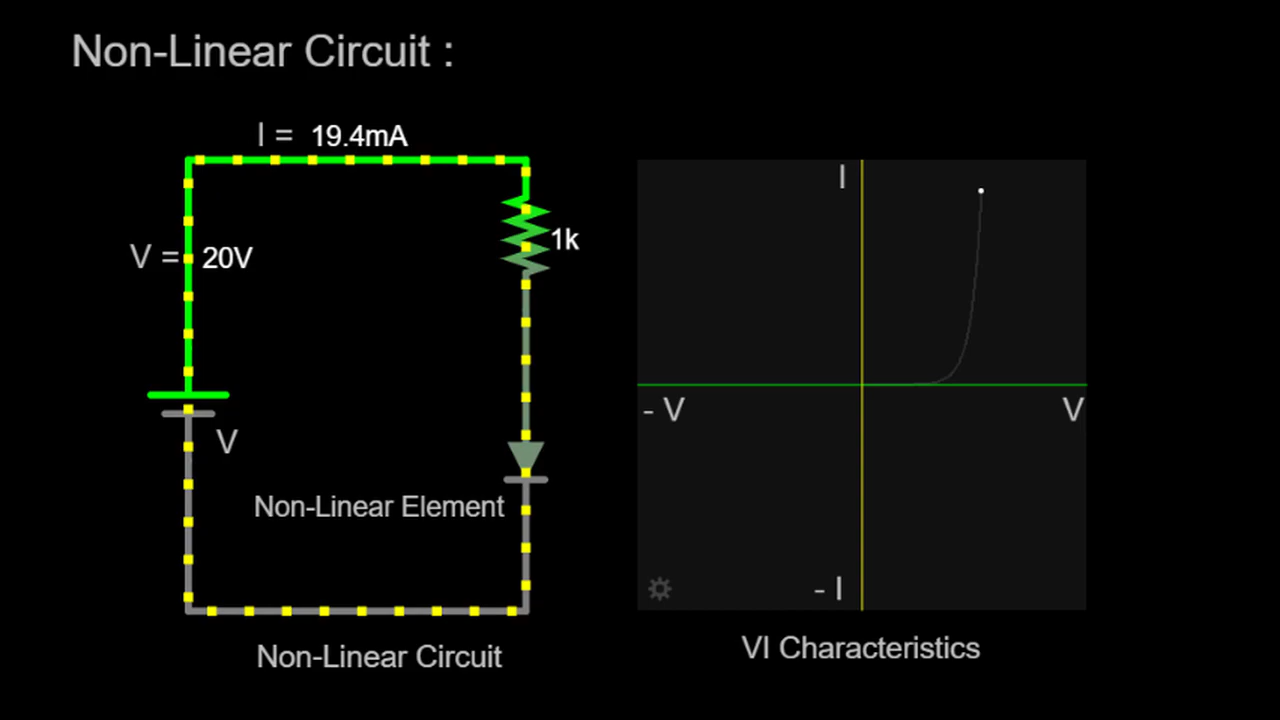 Non-Linear Circuit :
I = 19.4mA
V = 20V
1k
V
Non-Linear Element
Non-Linear Circuit
I
- V
V
- I
VI Characteristics